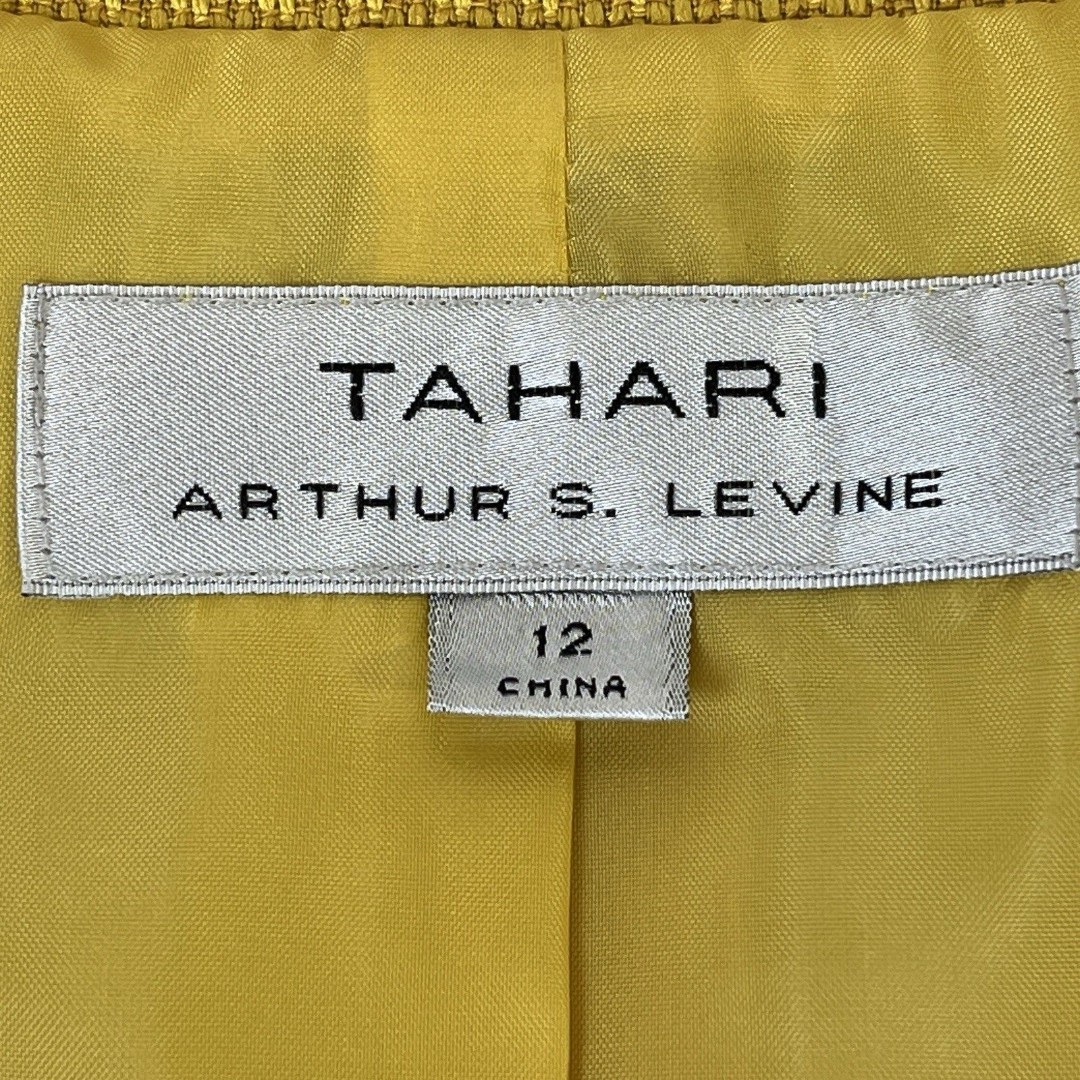 TAHARI
ARTHUR S. LEVINE
12
CHINA